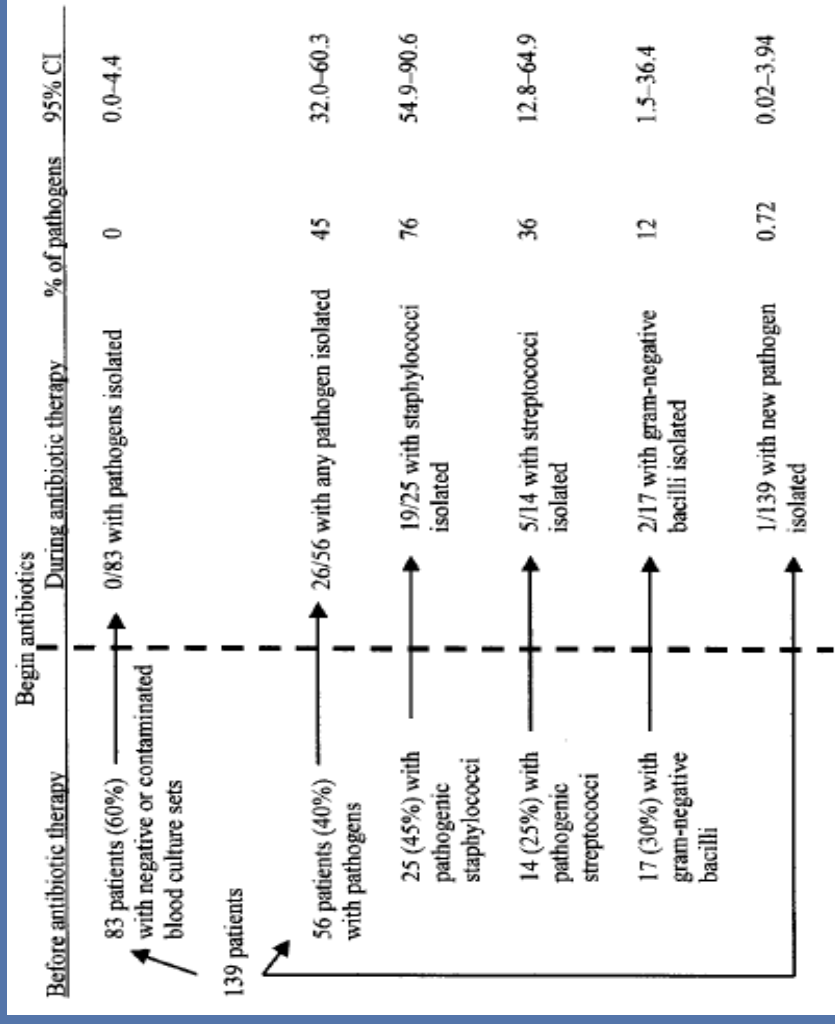 Begin antibiotics
Before antibiotic therapy During antibiotic therapy % of pathogens 95% CI
83 patients (60%)
with negative or contaminated
blood culture sets
0/83 with pathogens isolated 0 0.0–4.4
139 patients
56 patients (40%)
with pathogens
26/56 with any pathogen isolated 45 32.0–60.3
25 (45%) with
pathogenic
staphylococci
19/25 with staphylococci
isolated
76 54.9–90.6
14 (25%) with
pathogenic
streptococci
5/14 with streptococci
isolated
36 12.8–64.9
17 (30%) with
gram-negative
bacilli
2/17 with gram-negative
bacilli isolated
12 1.5–36.4
1/139 with new pathogen
isolated
0.72 0.02–3.94